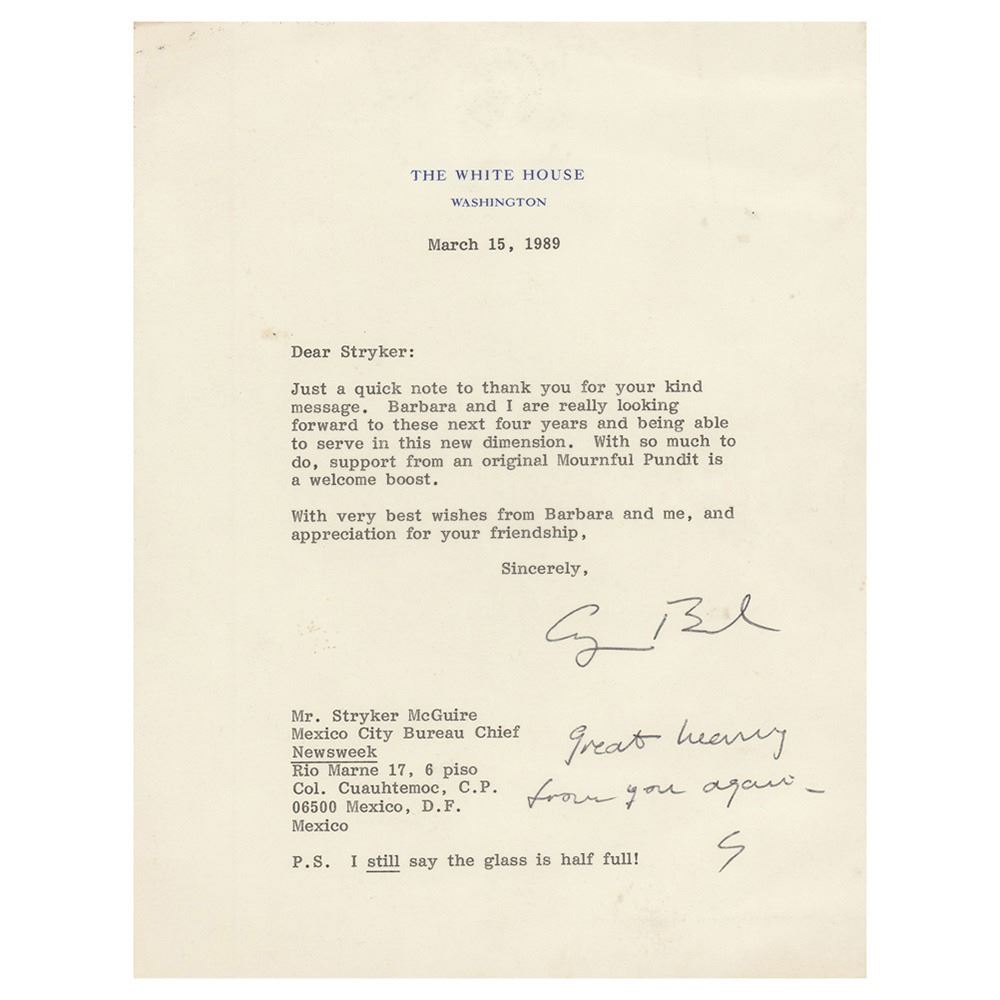 THE WHITE HOUSE
WASHINGTON
March 15, 1989
Dear Stryker:
Just a quick note to thank you for your kind
message. Barbara and I are really looking
forward to these next four years and being able
to serve in this new dimension. With so much to
do, support from an original Mournful Pundit is
a welcome boost.
With very best wishes from Barbara and me, and
appreciation for your friendship,
Sincerely,
G Bush
Mr. Stryker McGuire
Mexico City Bureau Chief
Newsweek
Rio Marne 17, 6 piso
Col. Cuauhtemoc, C.P.
06500 Mexico, D.F.
Mexico
Great hearing
from you again -
G
P.S. I still say the glass is half full!